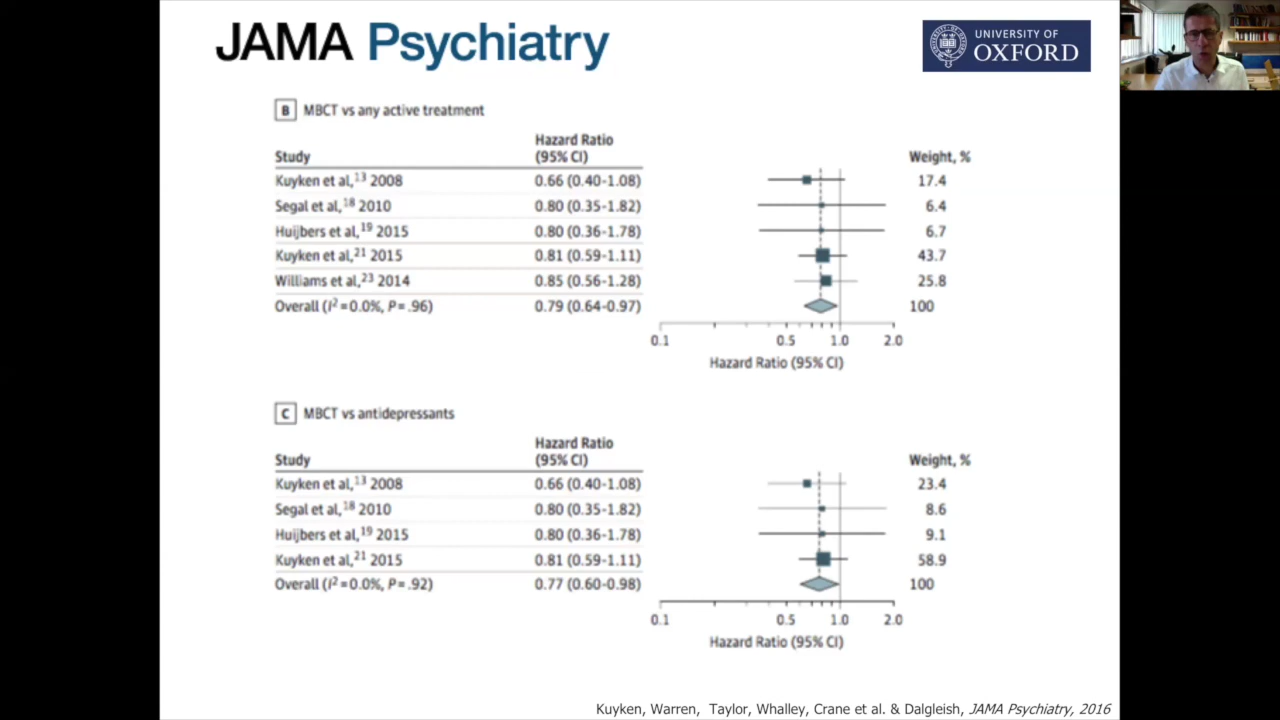 JAMA Psychiatry
UNIVERSITY OF
OXFORD
B MBCT vs any active treatment
Hazard Ratio
Study (95% CI) Weight, %
Kuyken et al,13 2008 0.66 (0.40-1.08) 17.4
Segal et al,18 2010 0.80 (0.35-1.82) 6.4
Huijbers et al,19 2015 0.80 (0.36-1.78) 6.7
Kuyken et al,21 2015 0.81 (0.59-1.11) 43.7
Williams et al,23 2014 0.85 (0.56-1.28) 25.8
Overall (I2=0.0%, P=.96) 0.79 (0.64-0.97) 100
0.1 0.5 1.0 2.0
Hazard Ratio (95% CI)
C MBCT vs antidepressants
Hazard Ratio
Study (95% CI) Weight, %
Kuyken et al,13 2008 0.66 (0.40-1.08) 23.4
Segal et al,18 2010 0.80 (0.35-1.82) 8.6
Huijbers et al,19 2015 0.80 (0.36-1.78) 9.1
Kuyken et al,21 2015 0.81 (0.59-1.11) 58.9
Overall (I2=0.0%, P=.92) 0.77 (0.60-0.98) 100
0.1 0.5 1.0 2.0
Hazard Ratio (95% CI)
Kuyken, Warren, Taylor, Whalley, Crane et al. & Dalgleish, JAMA Psychiatry, 2016